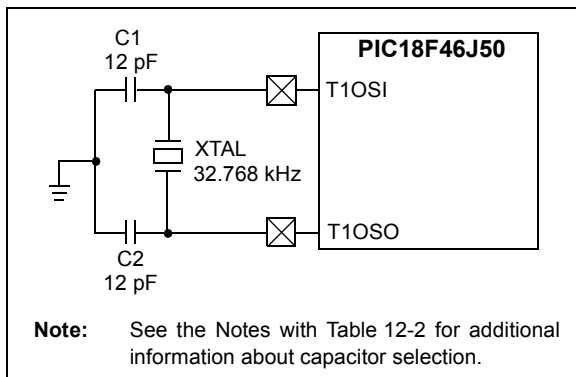 C1
12 pF
PIC18F46J50
T1OSI
XTAL
32.768 kHz
T1OSO
C2
12 pF
Note: See the Notes with Table 12-2 for additional
information about capacitor selection.